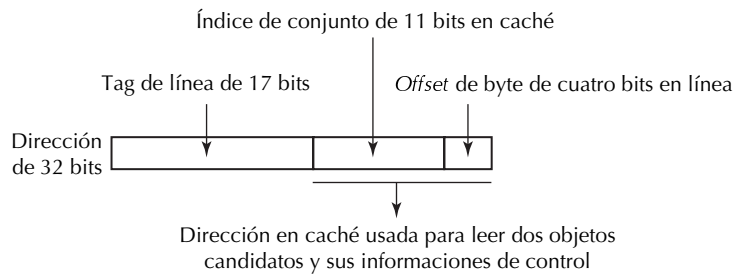 Índice de conjunto de 11 bits en caché
Tag de línea de 17 bits
Offset de byte de cuatro bits en línea
Dirección
de 32 bits
Dirección en caché usada para leer dos objetos
candidatos y sus informaciones de control